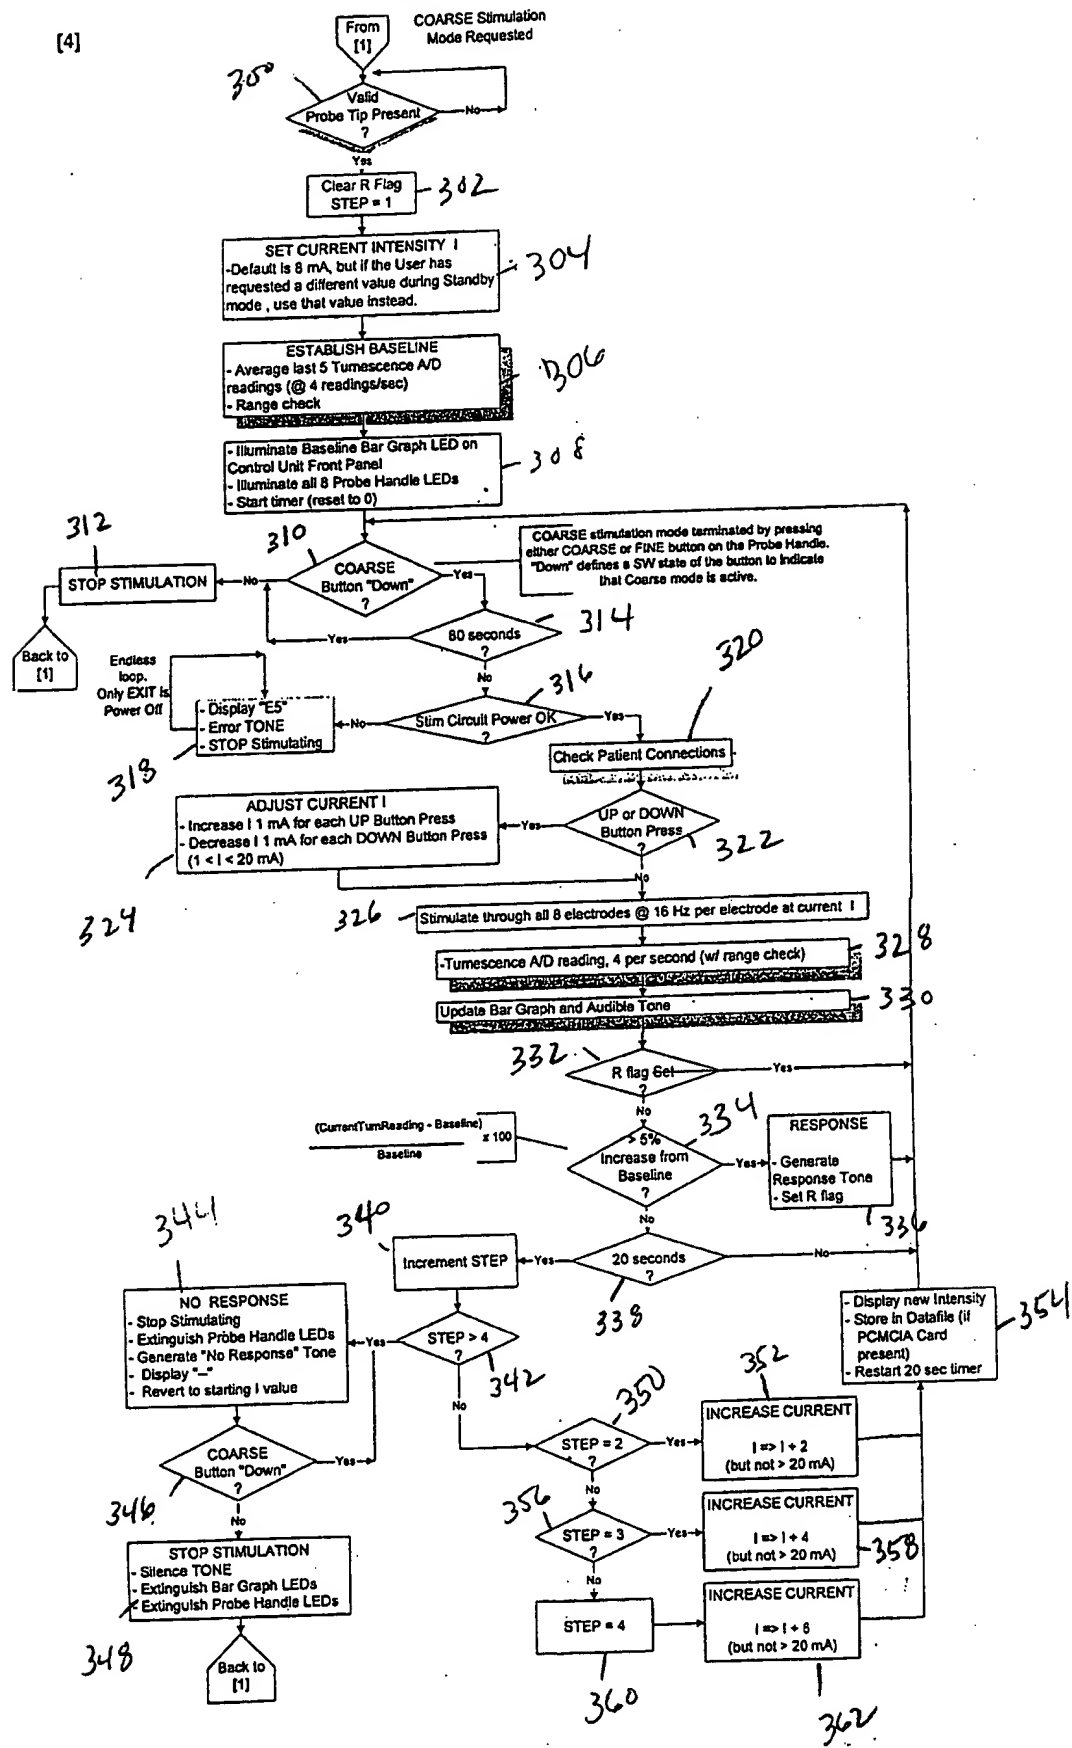 [4]
From
[1]
COARSE Stimulation
Mode Requested
300
Valid
Probe Tip Present
?
No
Yes
Clear R Flag
STEP = 1
302
SET CURRENT INTENSITY I
-Default is 8 mA, but if the User has
requested a different value during Standby
mode , use that value instead.
304
ESTABLISH BASELINE
- Average last 5 Tumescence A/D
readings (@ 4 readings/sec)
- Range check
306
- Illuminate Baseline Bar Graph LED on
Control Unit Front Panel
- Illuminate all 8 Probe Handle LEDs
- Start timer (reset to 0)
308
312
310
COARSE stimulation mode terminated by pressing
either COARSE or FINE button on the Probe Handle.
"Down" defines a SW state of the button to indicate
that Coarse mode is active.
STOP STIMULATION
No
COARSE
Button "Down"
?
Yes
Back to
[1]
80 seconds
?
Yes
No
314
320
Endless
loop.
Only EXIT is
Power Off
316
- Display "E5"
- Error TONE
- STOP Stimulating
No
Stim Circuit Power OK
?
Yes
318
Check Patient Connections
ADJUST CURRENT I
- Increase I 1 mA for each UP Button Press
- Decrease I 1 mA for each DOWN Button Press
(1 < I < 20 mA)
Yes
UP or DOWN
Button Press
?
322
No
324
326
Stimulate through all 8 electrodes @ 16 Hz per electrode at current I
-Tumescence A/D reading, 4 per second (w/ range check)
328
Update Bar Graph and Audible Tone
330
332
R flag Set
?
Yes
No
(CurrentTumReading - Baseline)
Baseline
x 100
334
> 5%
Increase from
Baseline
?
Yes
RESPONSE
- Generate
Response Tone
- Set R flag
336
No
344
340
Increment STEP
Yes
20 seconds
?
No
338
NO RESPONSE
- Stop Stimulating
- Extinguish Probe Handle LEDs
- Generate "No Response" Tone
- Display "--"
- Revert to starting I value
Yes
STEP > 4
?
342
No
- Display new Intensity
- Store in Datafile (if
PCMCIA Card
present)
- Restart 20 sec timer
354
350
352
COARSE
Button "Down"
?
Yes
346
No
STEP = 2
?
Yes
INCREASE CURRENT
I => I + 2
(but not > 20 mA)
No
356
STEP = 3
?
Yes
INCREASE CURRENT
I => I + 4
(but not > 20 mA)
358
No
STOP STIMULATION
- Silence TONE
- Extinguish Bar Graph LEDs
- Extinguish Probe Handle LEDs
348
STEP = 4
360
INCREASE CURRENT
I => I + 6
(but not > 20 mA)
362
Back to
[1]